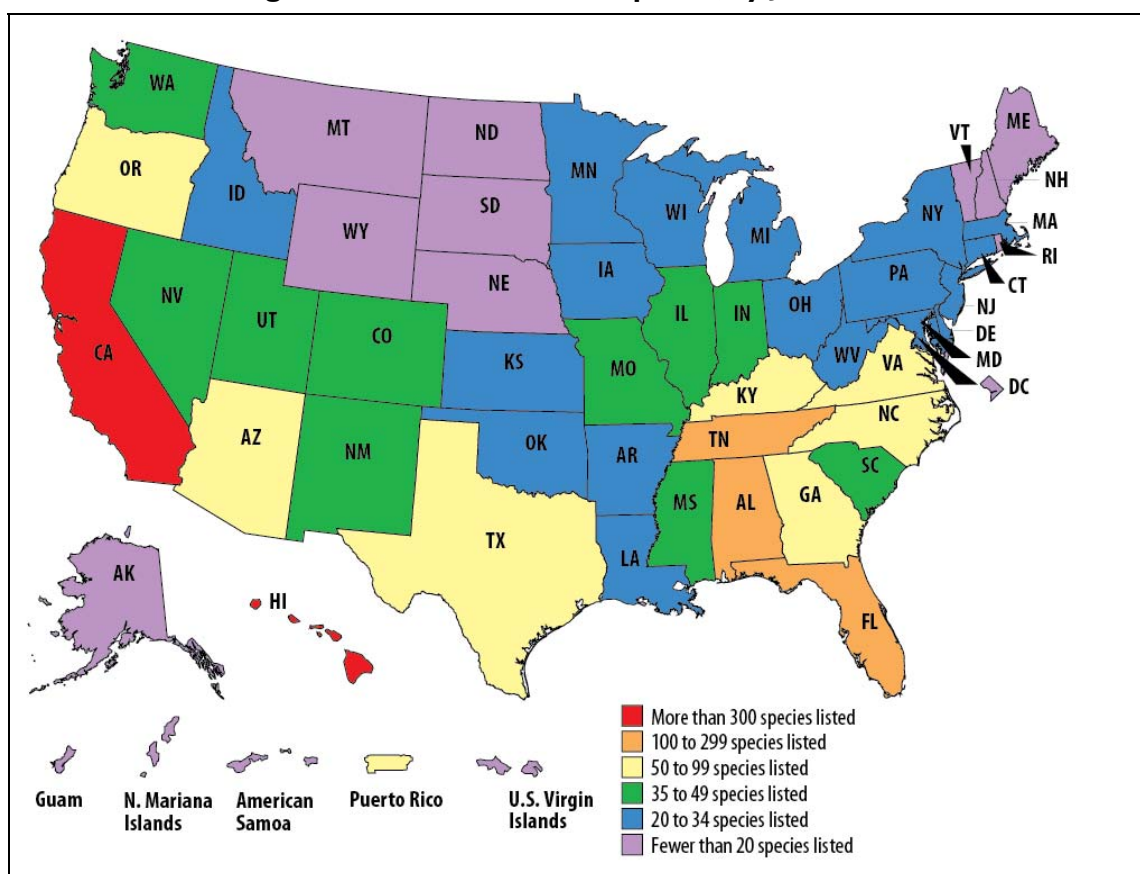 WA
MT
ND
VT
ME
OR
ID
MN
NH
SD
WI
NY
MA
WY
MI
RI
IA
PA
CT
NE
NV
OH
NJ
UT
IL
IN
DE
CA
CO
WV
MD
KS
MO
VA
DC
KY
NC
AZ
OK
TN
NM
AR
SC
MS
AL
GA
TX
LA
AK
HI
FL
More than 300 species listed
100 to 299 species listed
50 to 99 species listed
35 to 49 species listed
20 to 34 species listed
Fewer than 20 species listed
Guam
N. Mariana
Islands
American
Samoa
Puerto Rico
U.S. Virgin
Islands